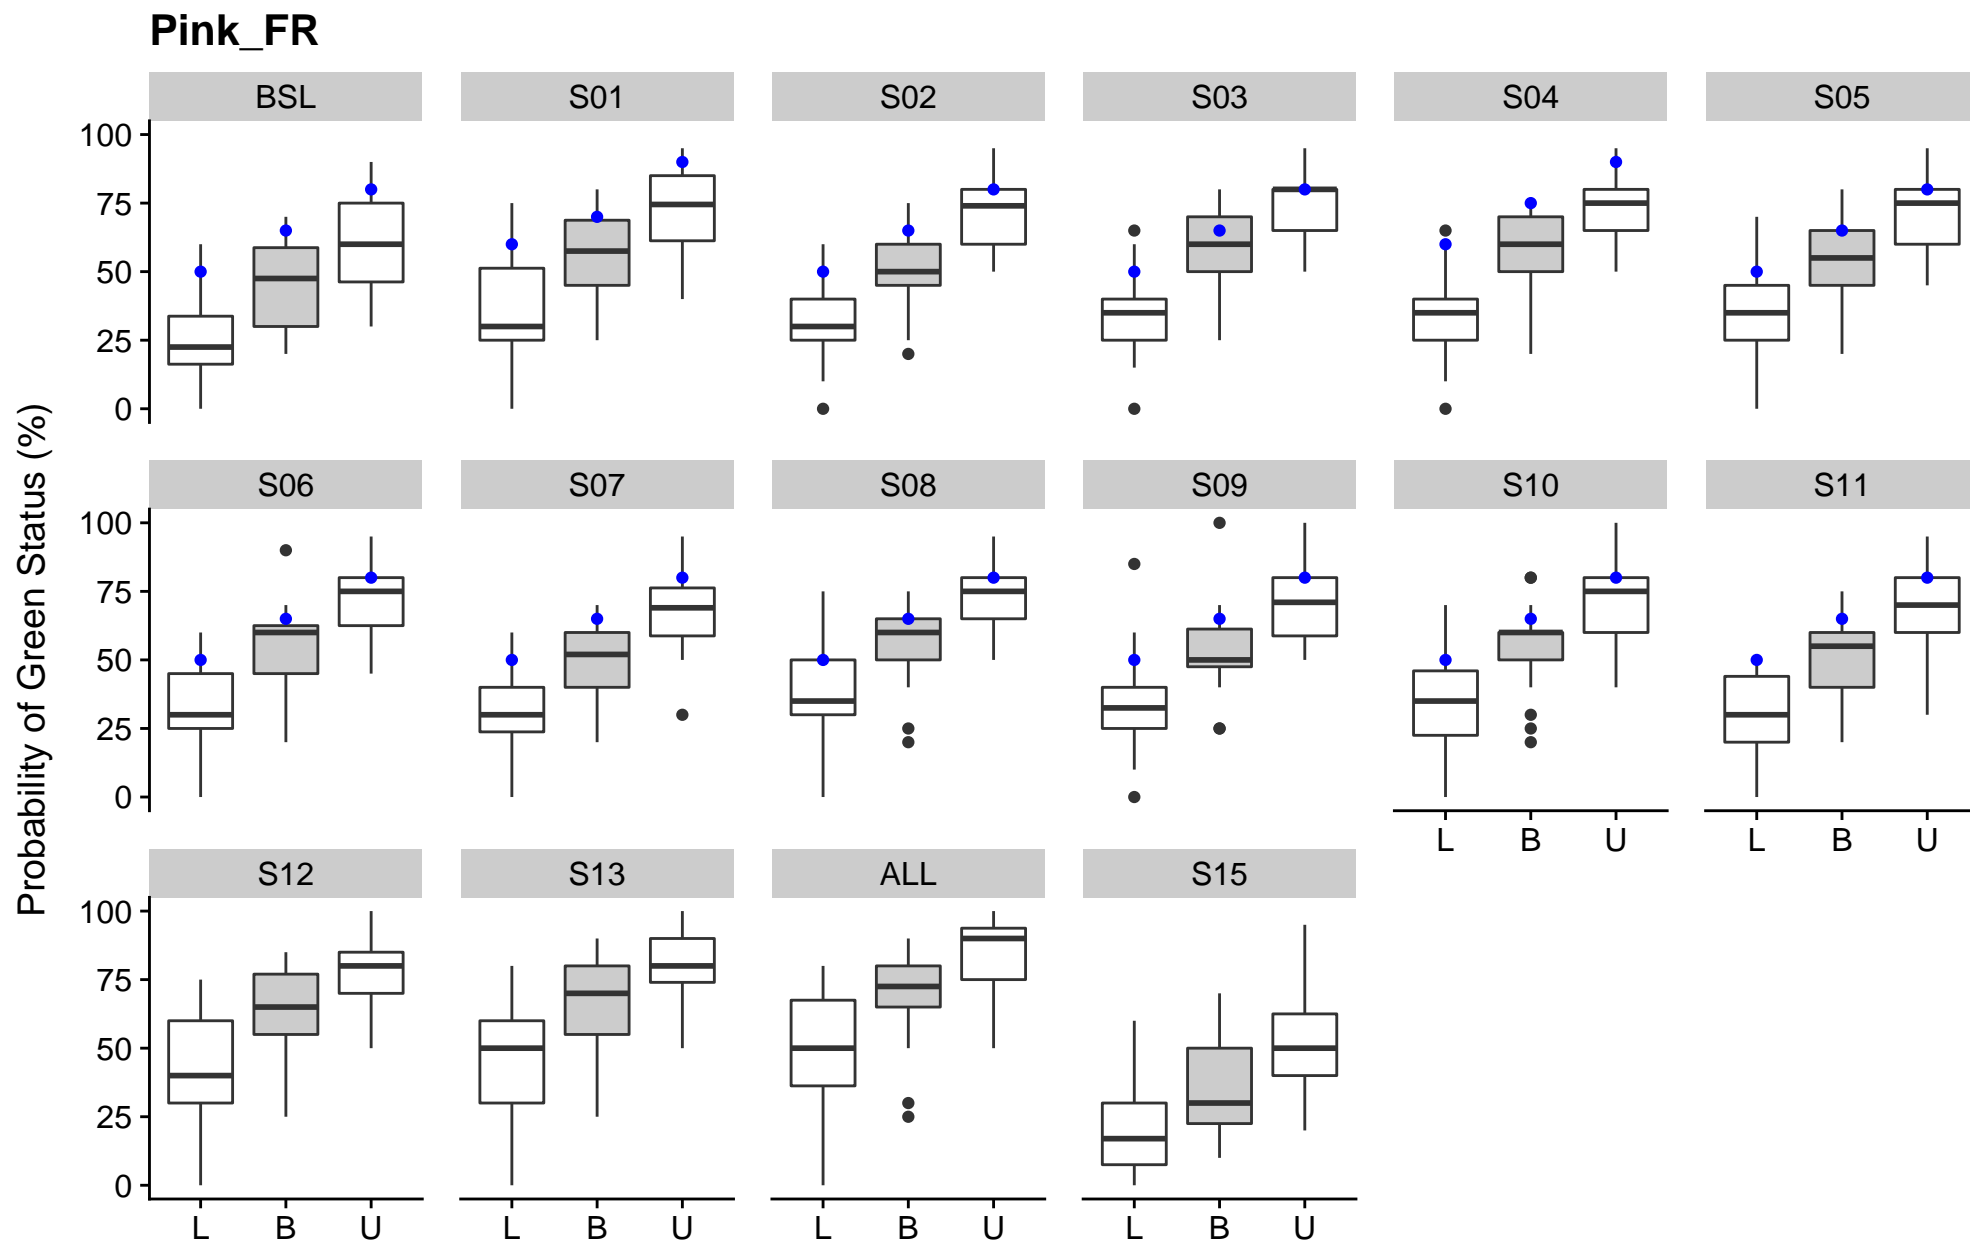 Pink_FR
BSL S01 S02 S03 S04 S05
100
75
50
25
0
S06 S07 S08 S09 S10 S11
100
75
50
25
0
L B U L B U
S12 S13 ALL S15
100
75
50
25
0
L B U L B U L B U L B U
Probability of Green Status (%)